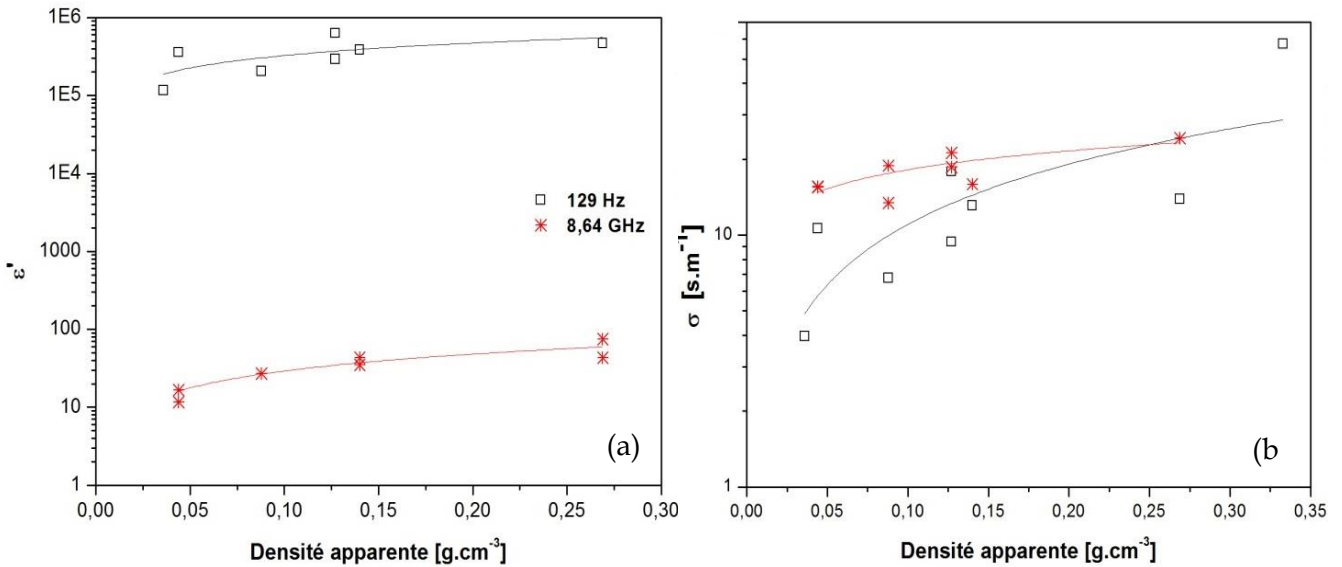 1E6
1E5
1E4
1000
100
10
1
ε'
129 Hz
8,64 GHz
(a)
0,00 0,05 0,10 0,15 0,20 0,25 0,30
Densité apparente [g.cm⁻³]
10
1
σ [s.m⁻¹]
(b
0,00 0,05 0,10 0,15 0,20 0,25 0,30 0,35
Densité apparente [g.cm⁻³]